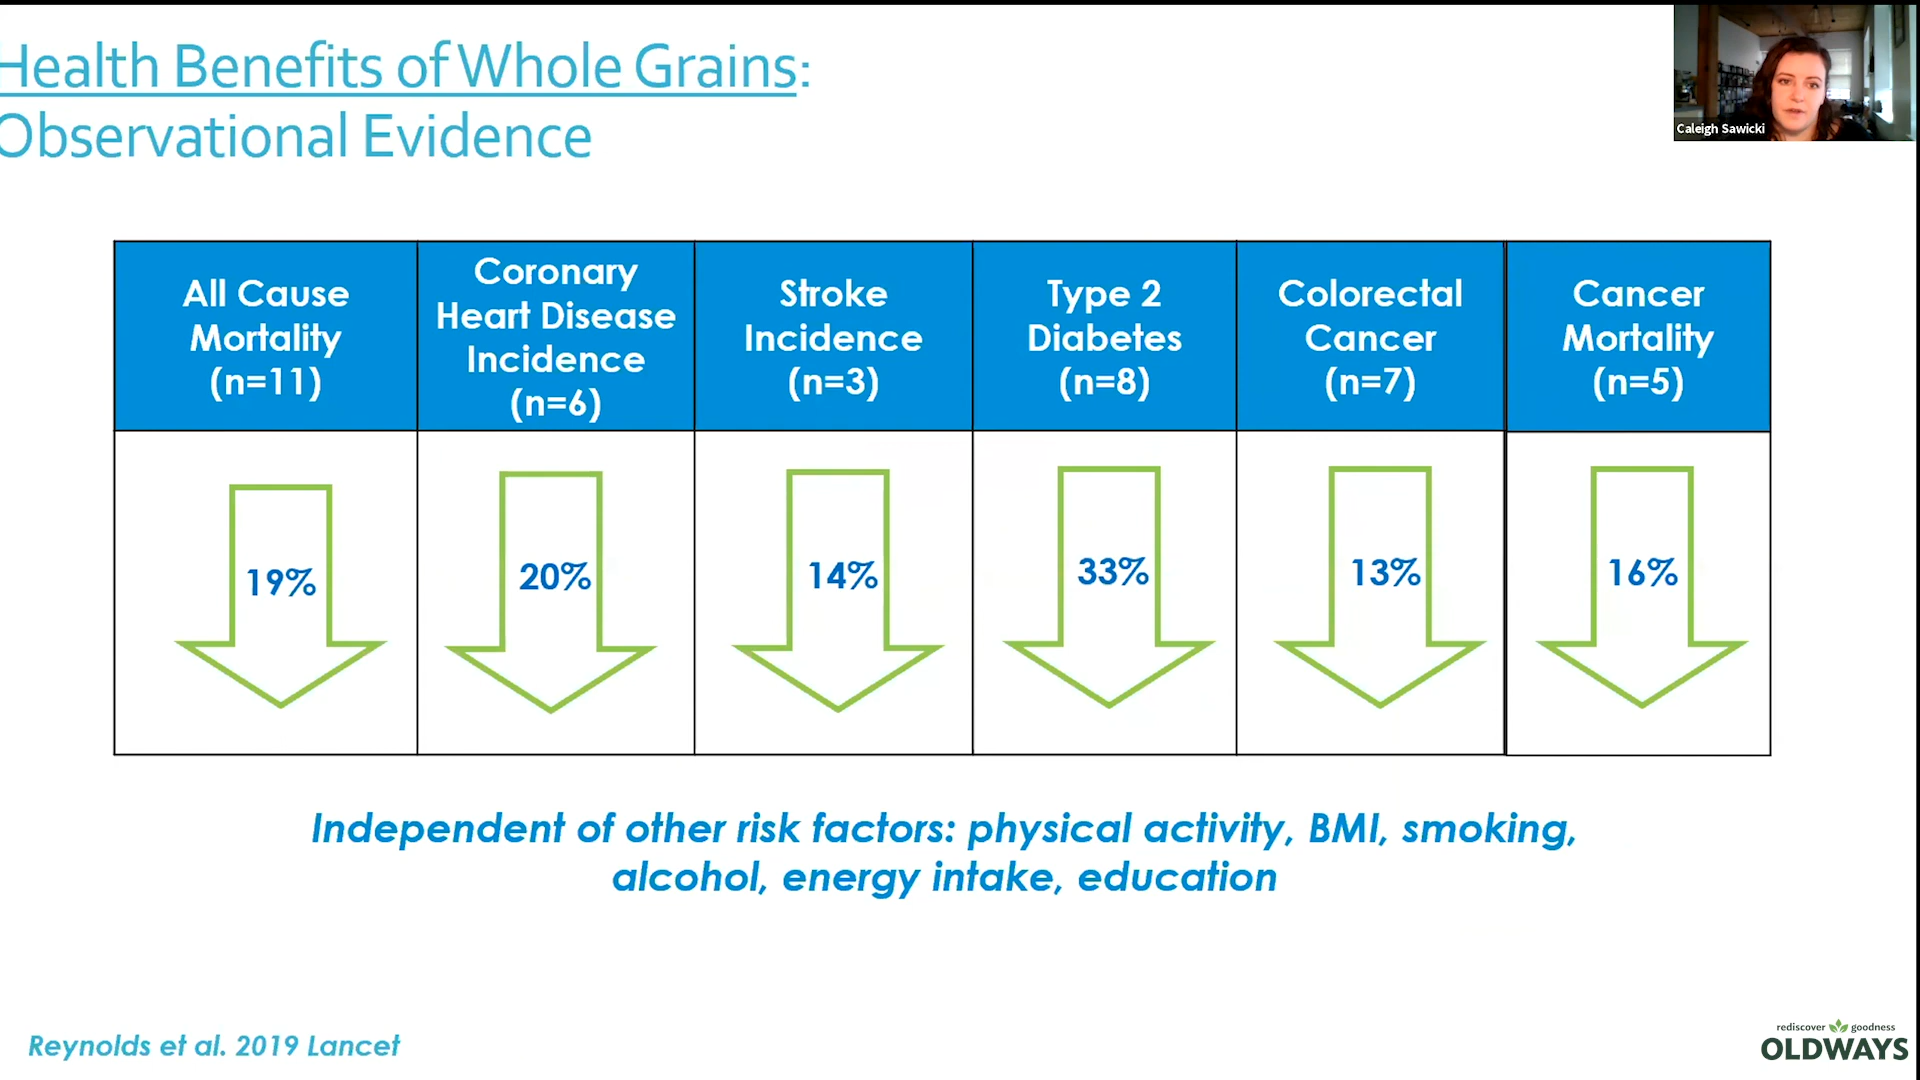 Health Benefits of Whole Grains:
Observational Evidence
Caleigh Sawicki
All Cause
Mortality
(n=11)
Coronary
Heart Disease
Incidence
(n=6)
Stroke
Incidence
(n=3)
Type 2
Diabetes
(n=8)
Colorectal
Cancer
(n=7)
Cancer
Mortality
(n=5)
19%
20%
14%
33%
13%
16%
Independent of other risk factors: physical activity, BMI, smoking,
alcohol, energy intake, education
Reynolds et al. 2019 Lancet
rediscover goodness
OLDWAYS